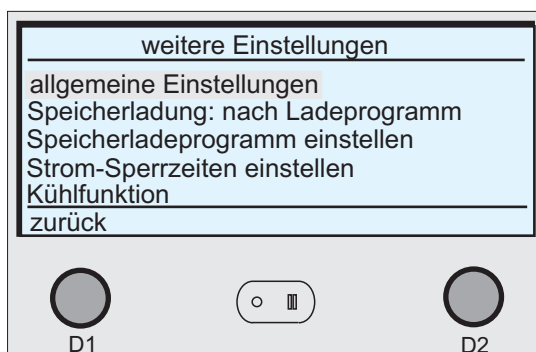 weitere Einstellungen
allgemeine Einstellungen
Speicherladung: nach Ladeprogramm
Speicherladeprogramm einstellen
Strom-Sperrzeiten einstellen
Kühlfunktion
zurück
D1 D2